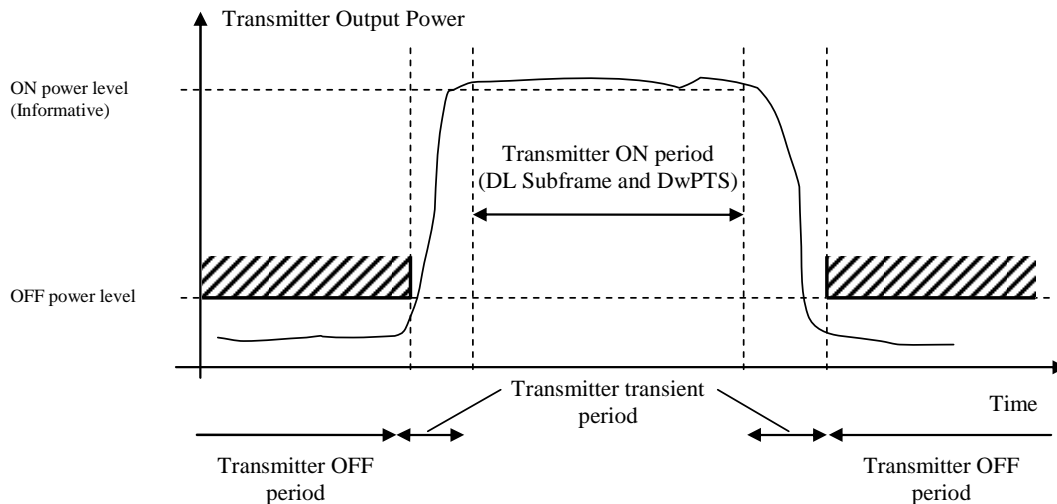 Transmitter Output Power
ON power level
(Informative)
Transmitter ON period
(DL Subframe and DwPTS)
OFF power level
Transmitter transient
period
Time
Transmitter OFF
period
Transmitter OFF
period